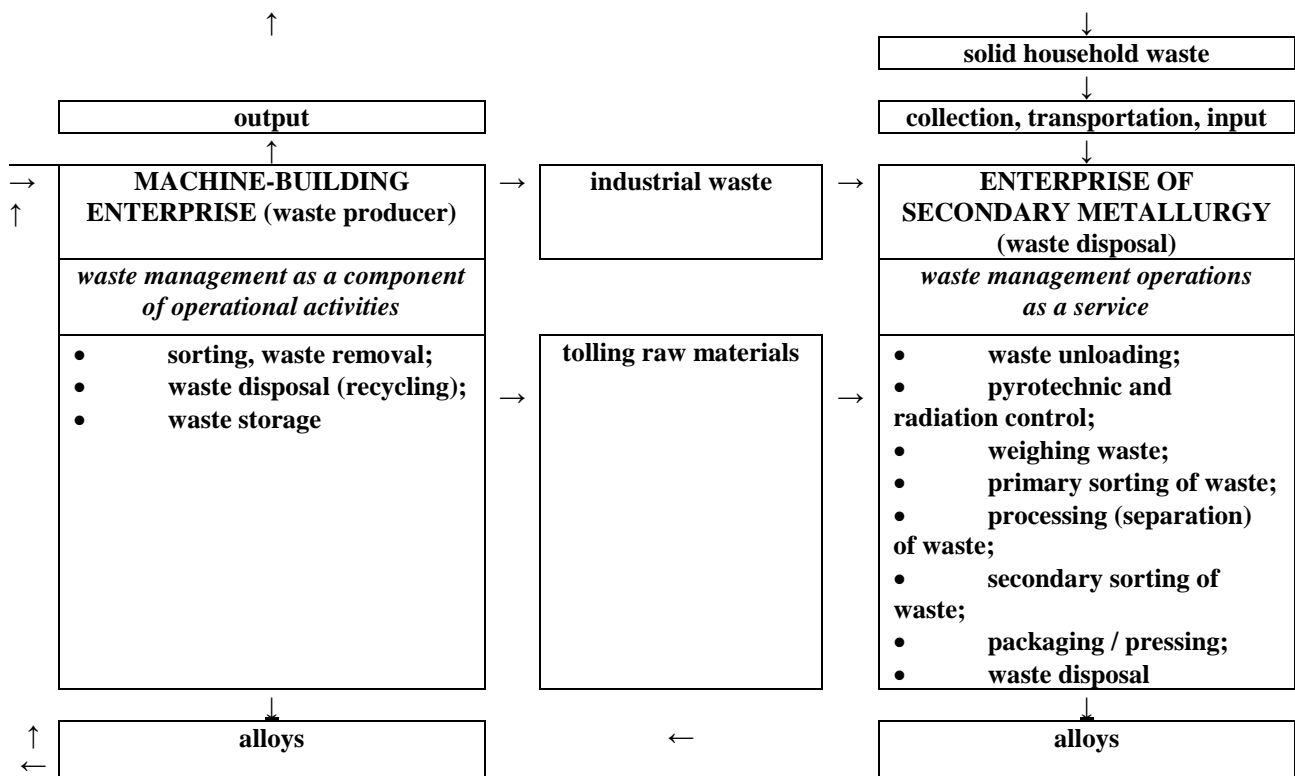 ↑ ↓
solid household waste
↓
output collection, transportation, input
↑ ↓
→ MACHINE-BUILDING → industrial waste → ENTERPRISE OF
↑ ENTERPRISE (waste producer) SECONDARY METALLURGY
(waste disposal)
waste management as a component waste management operations
of operational activities as a service
• sorting, waste removal; tolling raw materials • waste unloading;
• waste disposal (recycling); → → • pyrotechnic and
• waste storage radiation control;
• weighing waste;
• primary sorting of waste;
• processing (separation)
of waste;
• secondary sorting of
waste;
• packaging / pressing;
• waste disposal
↓ ↓
↑ alloys ← alloys
←